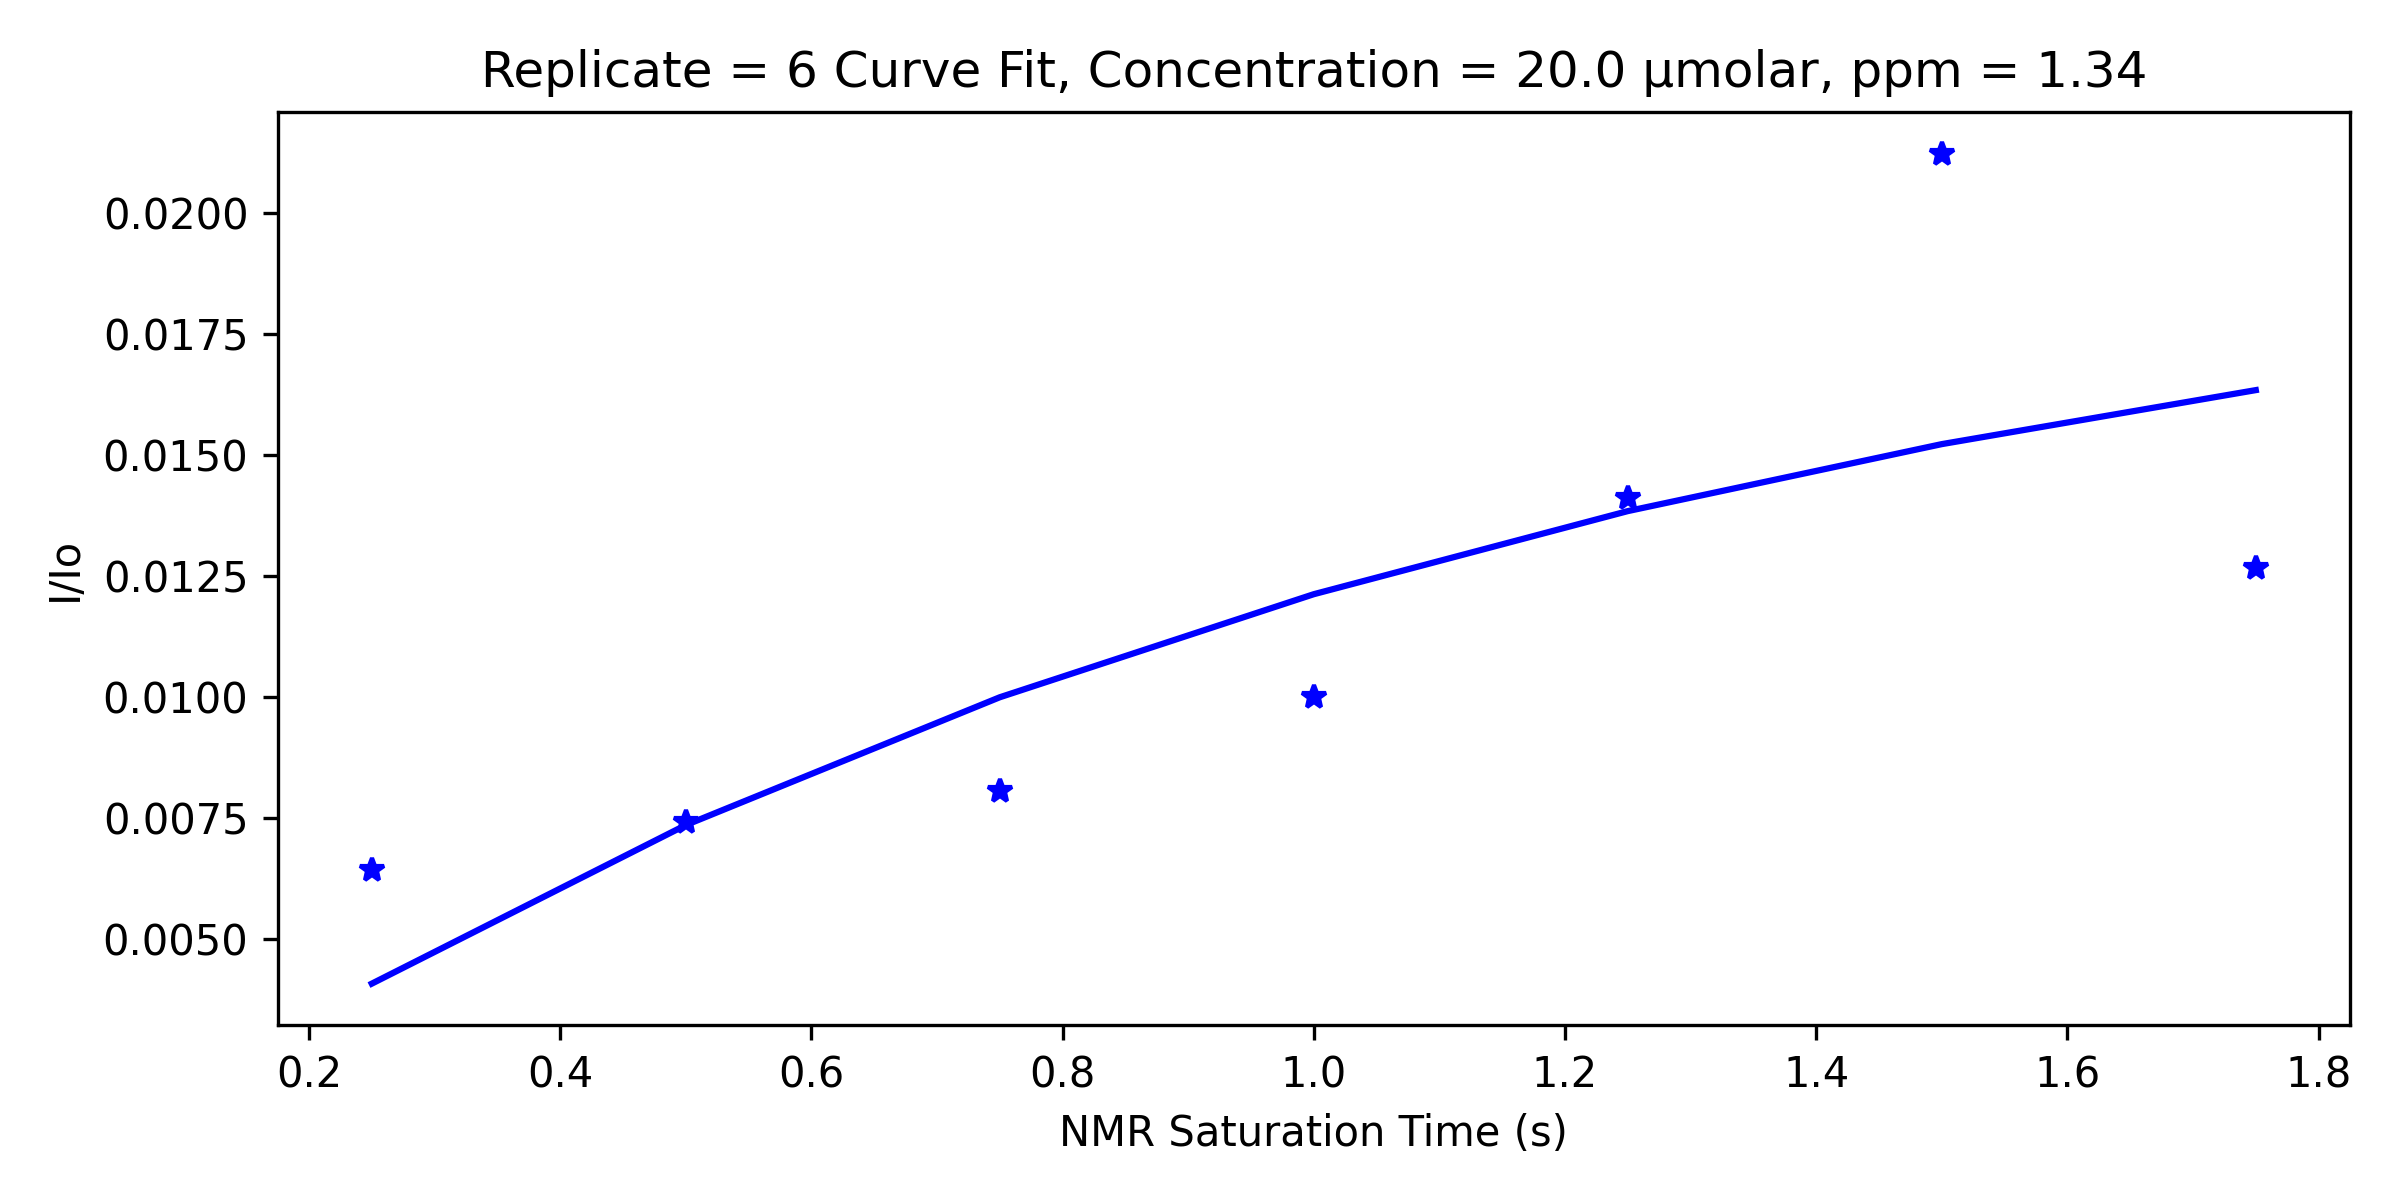 Replicate = 6 Curve Fit, Concentration = 20.0 µmolar, ppm = 1.34
0.0200
0.0175
0.0150
0.0125
0.0100
0.0075
0.0050
I/Io
0.2 0.4 0.6 0.8 1.0 1.2 1.4 1.6 1.8
NMR Saturation Time (s)